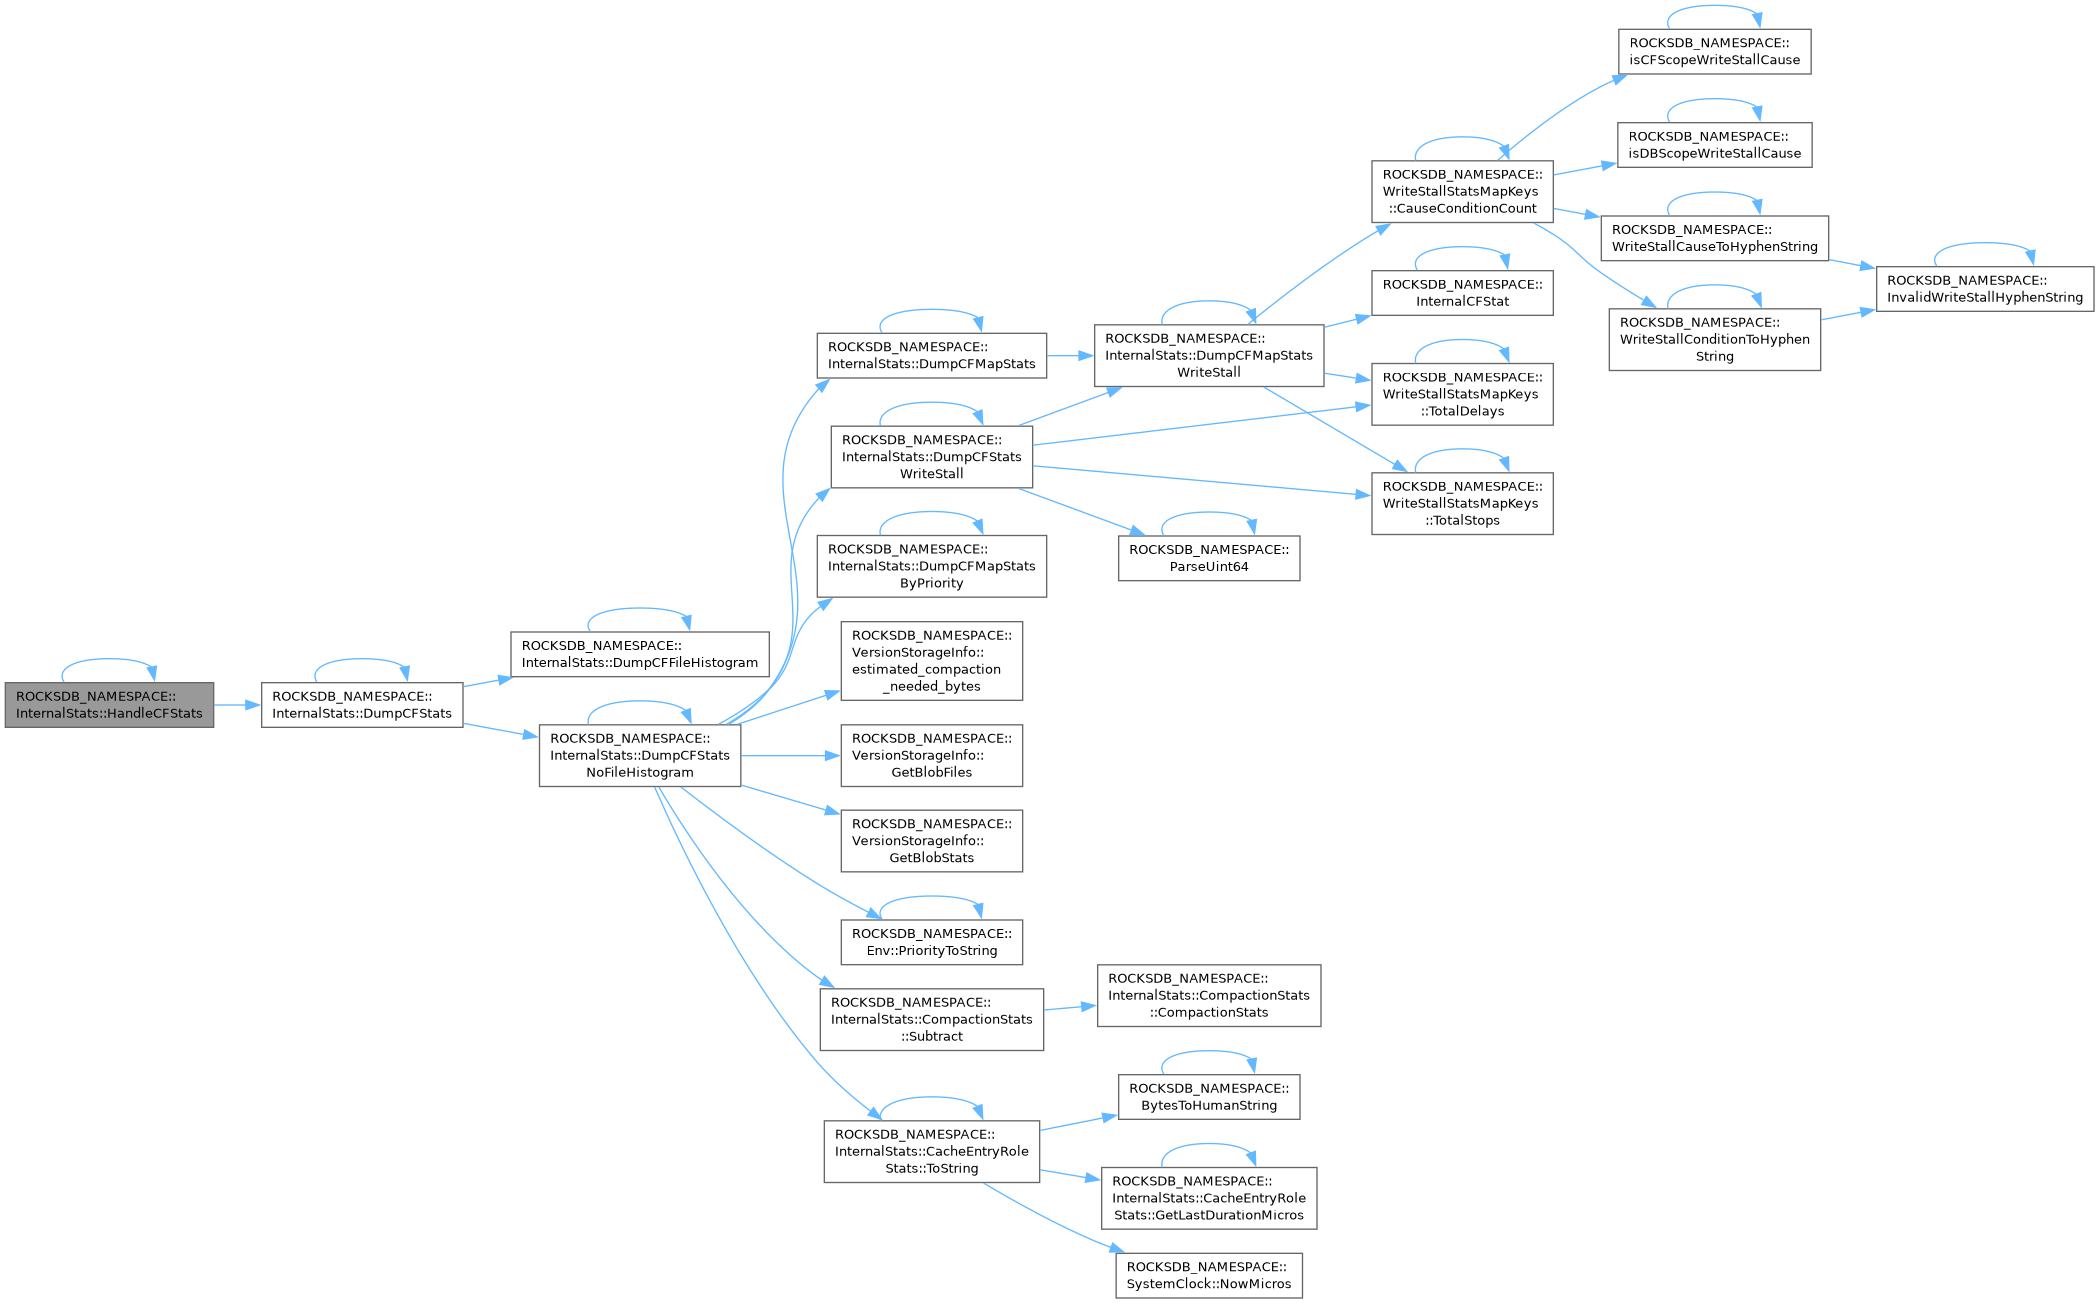 ROCKSDB_NAMESPACE::
InternalStats::HandleCFStats
ROCKSDB_NAMESPACE::
InternalStats::DumpCFStats
ROCKSDB_NAMESPACE::
InternalStats::DumpCFFileHistogram
ROCKSDB_NAMESPACE::
InternalStats::DumpCFStats
NoFileHistogram
ROCKSDB_NAMESPACE::
InternalStats::DumpCFMapStats
ROCKSDB_NAMESPACE::
InternalStats::DumpCFStats
WriteStall
ROCKSDB_NAMESPACE::
InternalStats::DumpCFMapStats
ByPriority
ROCKSDB_NAMESPACE::
VersionStorageInfo::
estimated_compaction
_needed_bytes
ROCKSDB_NAMESPACE::
VersionStorageInfo::
GetBlobFiles
ROCKSDB_NAMESPACE::
VersionStorageInfo::
GetBlobStats
ROCKSDB_NAMESPACE::
Env::PriorityToString
ROCKSDB_NAMESPACE::
InternalStats::CompactionStats
::Subtract
ROCKSDB_NAMESPACE::
InternalStats::CacheEntryRole
Stats::ToString
ROCKSDB_NAMESPACE::
InternalStats::DumpCFMapStats
WriteStall
ROCKSDB_NAMESPACE::
ParseUint64
ROCKSDB_NAMESPACE::
InternalStats::CompactionStats
::CompactionStats
ROCKSDB_NAMESPACE::
BytesToHumanString
ROCKSDB_NAMESPACE::
InternalStats::CacheEntryRole
Stats::GetLastDurationMicros
ROCKSDB_NAMESPACE::
SystemClock::NowMicros
ROCKSDB_NAMESPACE::
WriteStallStatsMapKeys
::CauseConditionCount
ROCKSDB_NAMESPACE::
InternalCFStat
ROCKSDB_NAMESPACE::
WriteStallStatsMapKeys
::TotalDelays
ROCKSDB_NAMESPACE::
WriteStallStatsMapKeys
::TotalStops
ROCKSDB_NAMESPACE::
isCFScopeWriteStallCause
ROCKSDB_NAMESPACE::
isDBScopeWriteStallCause
ROCKSDB_NAMESPACE::
WriteStallCauseToHyphenString
ROCKSDB_NAMESPACE::
WriteStallConditionToHyphen
String
ROCKSDB_NAMESPACE::
InvalidWriteStallHyphenString